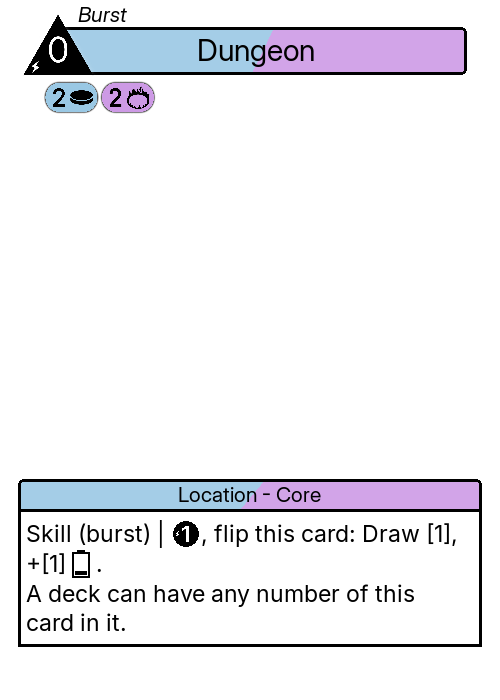 Burst
0
Dungeon
2 2
Location - Core
Skill (burst) | 1, flip this card: Draw [1],
+[1] .
A deck can have any number of this
card in it.